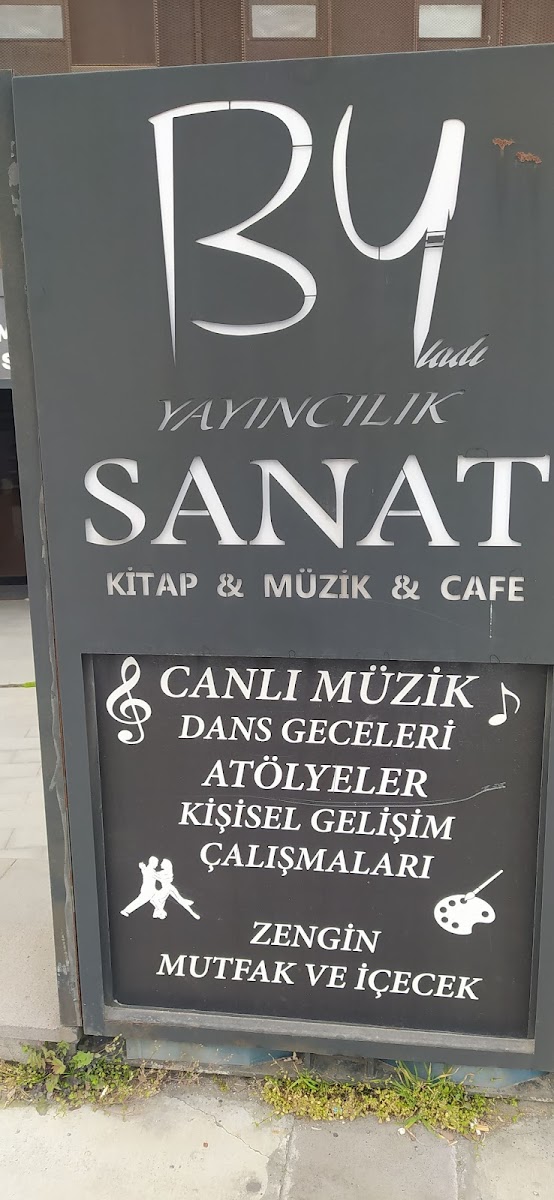 By
ladı
YAYINCILIK
SANAT
KİTAP & MÜZİK & CAFE
CANLI MÜZİK
DANS GECELERİ
ATÖLYELER
KİŞİSEL GELİŞİM
ÇALIŞMALARI
ZENGİN
MUTFAK VE İÇECEK